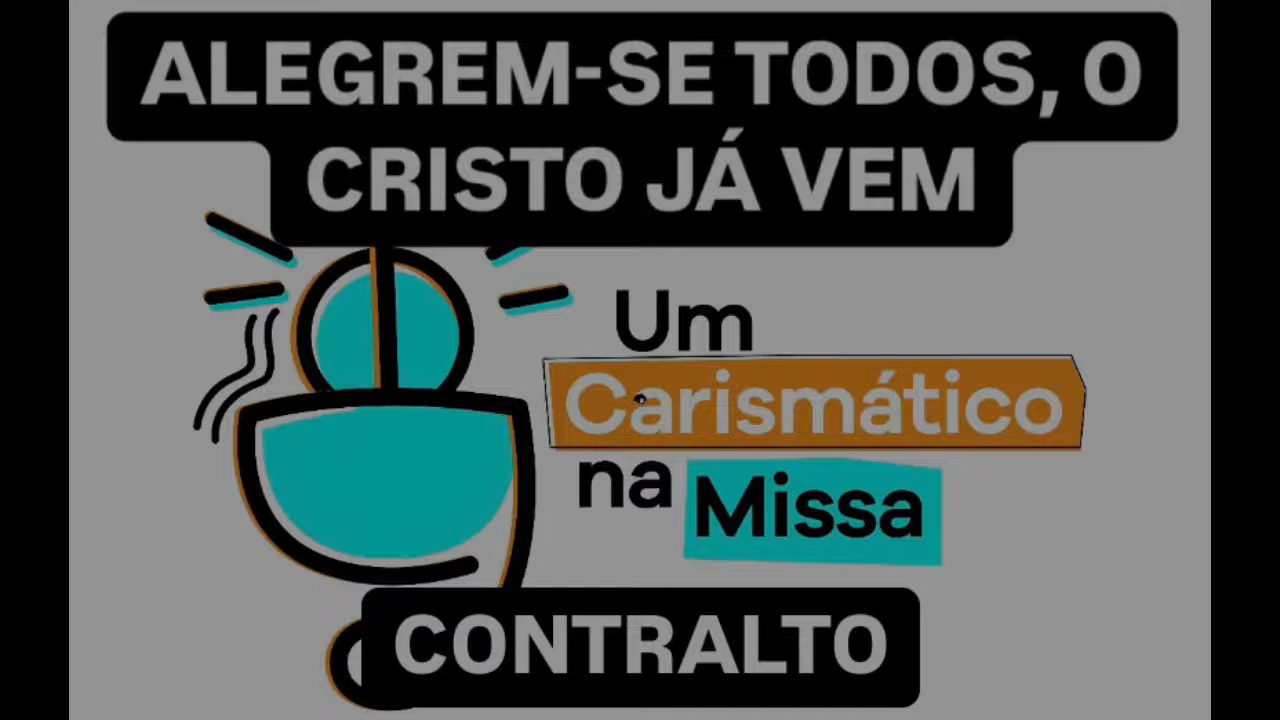 ALEGREM-SE TODOS, O
CRISTO JÁ VEM
Um
Carismático
na Missa
CONTRALTO